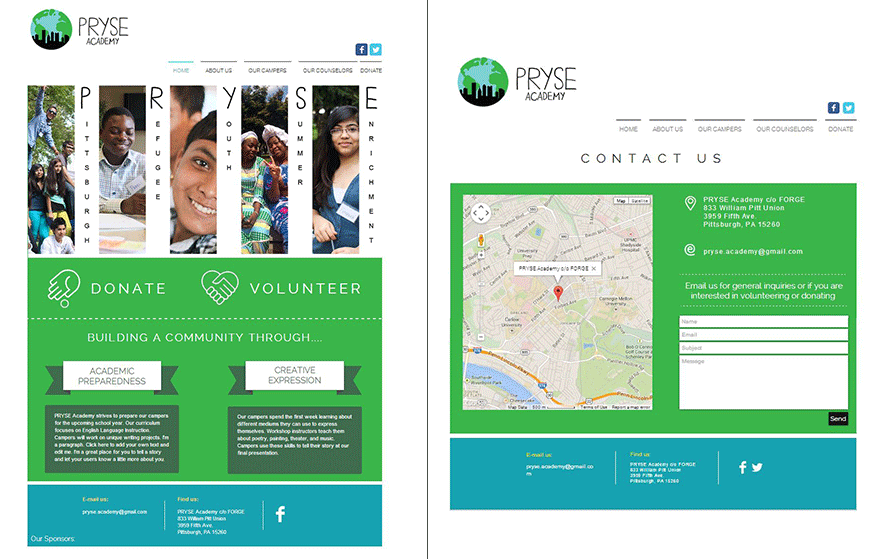 PRYSE
ACADEMY
HOME ABOUT US OUR CAMPERS OUR COUNSELORS DONATE
P R Y S E
PITTSBURGH
REFUGEE
YOUTH
SUMMER
ENRICHMENT
DONATE VOLUNTEER
BUILDING A COMMUNITY THROUGH....
ACADEMIC
PREPAREDNESS
CREATIVE
EXPRESSION
PRYSE Academy strives to prepare our campers
for the upcoming school year. Our curriculum
focuses on English Language Instruction.
Campers will work on unique writing projects. I'm
a paragraph. Click here to add your own text and
edit me. I'm a great place for you to tell a story
and let your users know a little more about you.
Our campers spend the first week learning about
different mediums they can use to express
themselves. Workshop instructors teach them
about poetry, painting, theater, and music.
Campers use these skills to tell their story at our
final presentation.
E-mail us:
pryse.academy@gmail.com
Find us:
PRYSE Academy c/o FORGE
833 William Pitt Union
3959 Fifth Ave.
Pittsburgh, PA 15260
Our Sponsors:
PRYSE
ACADEMY
HOME ABOUT US OUR CAMPERS OUR COUNSELORS DONATE
CONTACT US
Map Satellite
PRYSE Academy c/o FORGE
Carnegie Mellon
University
Carlow
University
Map Data 500 m Terms of Use Report a map error
PRYSE Academy c/o FORGE
833 William Pitt Union
3959 Fifth Ave.
Pittsburgh, PA 15260
pryse.academy@gmail.com
Email us for general inquiries or if you are
interested in volunteering or donating
Name
Email
Subject
Message
Send
E-mail us:
pryse.academy@gmail.co
m
Find us:
PRYSE Academy c/o FORGE
833 William Pitt Union
3959 Fifth Ave.
Pittsburgh, PA 15260